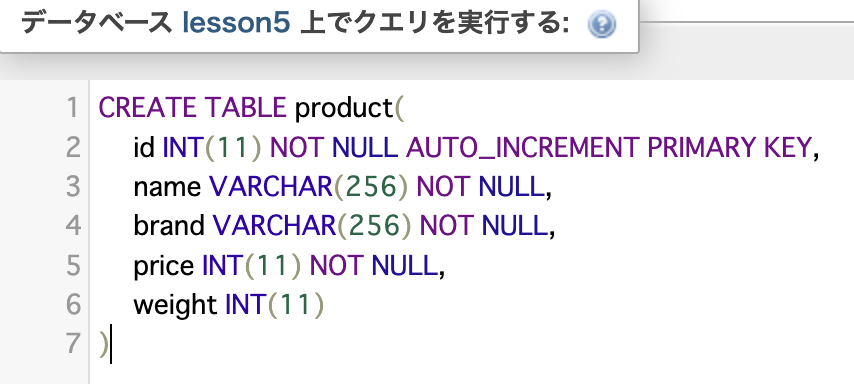 データベース lesson5 上でクエリを実行する:
1 CREATE TABLE product(
2 id INT(11) NOT NULL AUTO_INCREMENT PRIMARY KEY,
3 name VARCHAR(256) NOT NULL,
4 brand VARCHAR(256) NOT NULL,
5 price INT(11) NOT NULL,
6 weight INT(11)
7 )